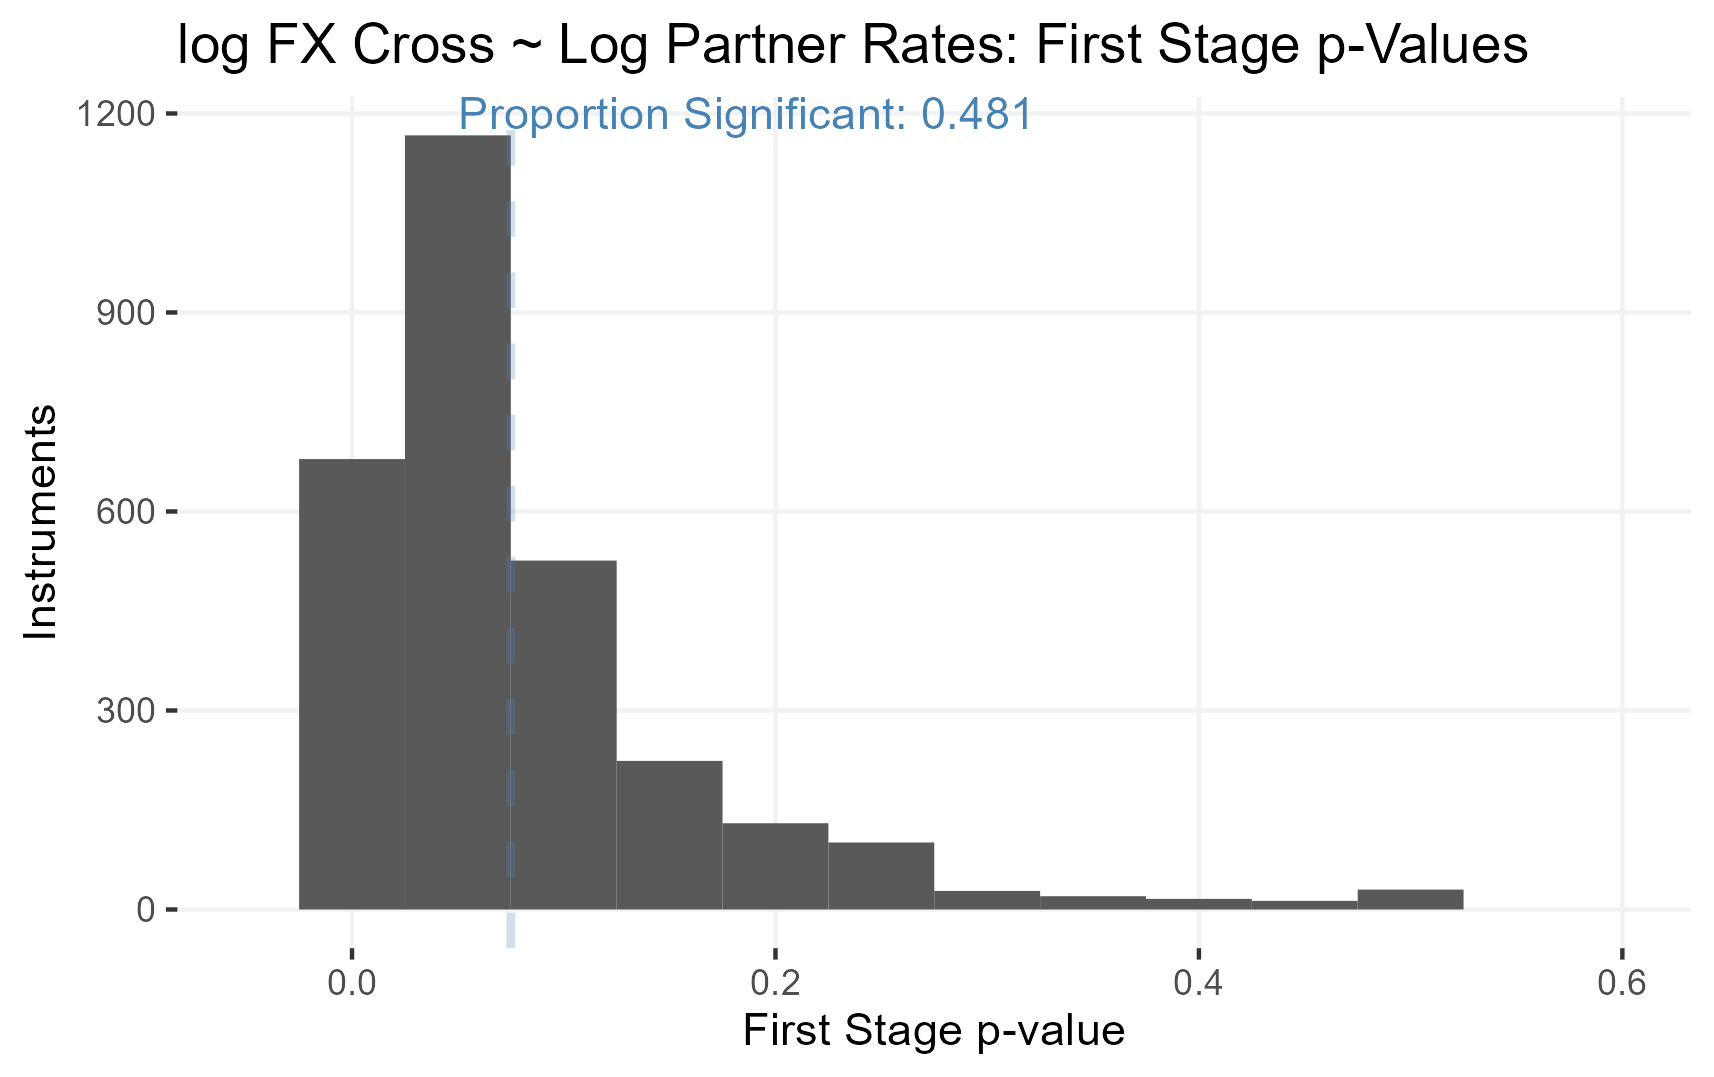 log FX Cross ~ Log Partner Rates: First Stage p-Values
Proportion Significant: 0.481
1200
900
600
300
0
Instruments
0.0
0.2
0.4
0.6
First Stage p-value